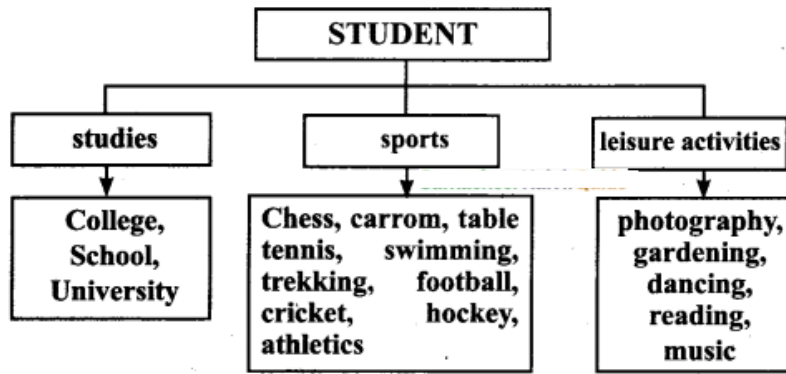 STUDENT
studies
sports
leisure activities
College,
School,
University
Chess, carrom, table
tennis, swimming,
trekking, football,
cricket, hockey,
athletics
photography,
gardening,
dancing,
reading,
music